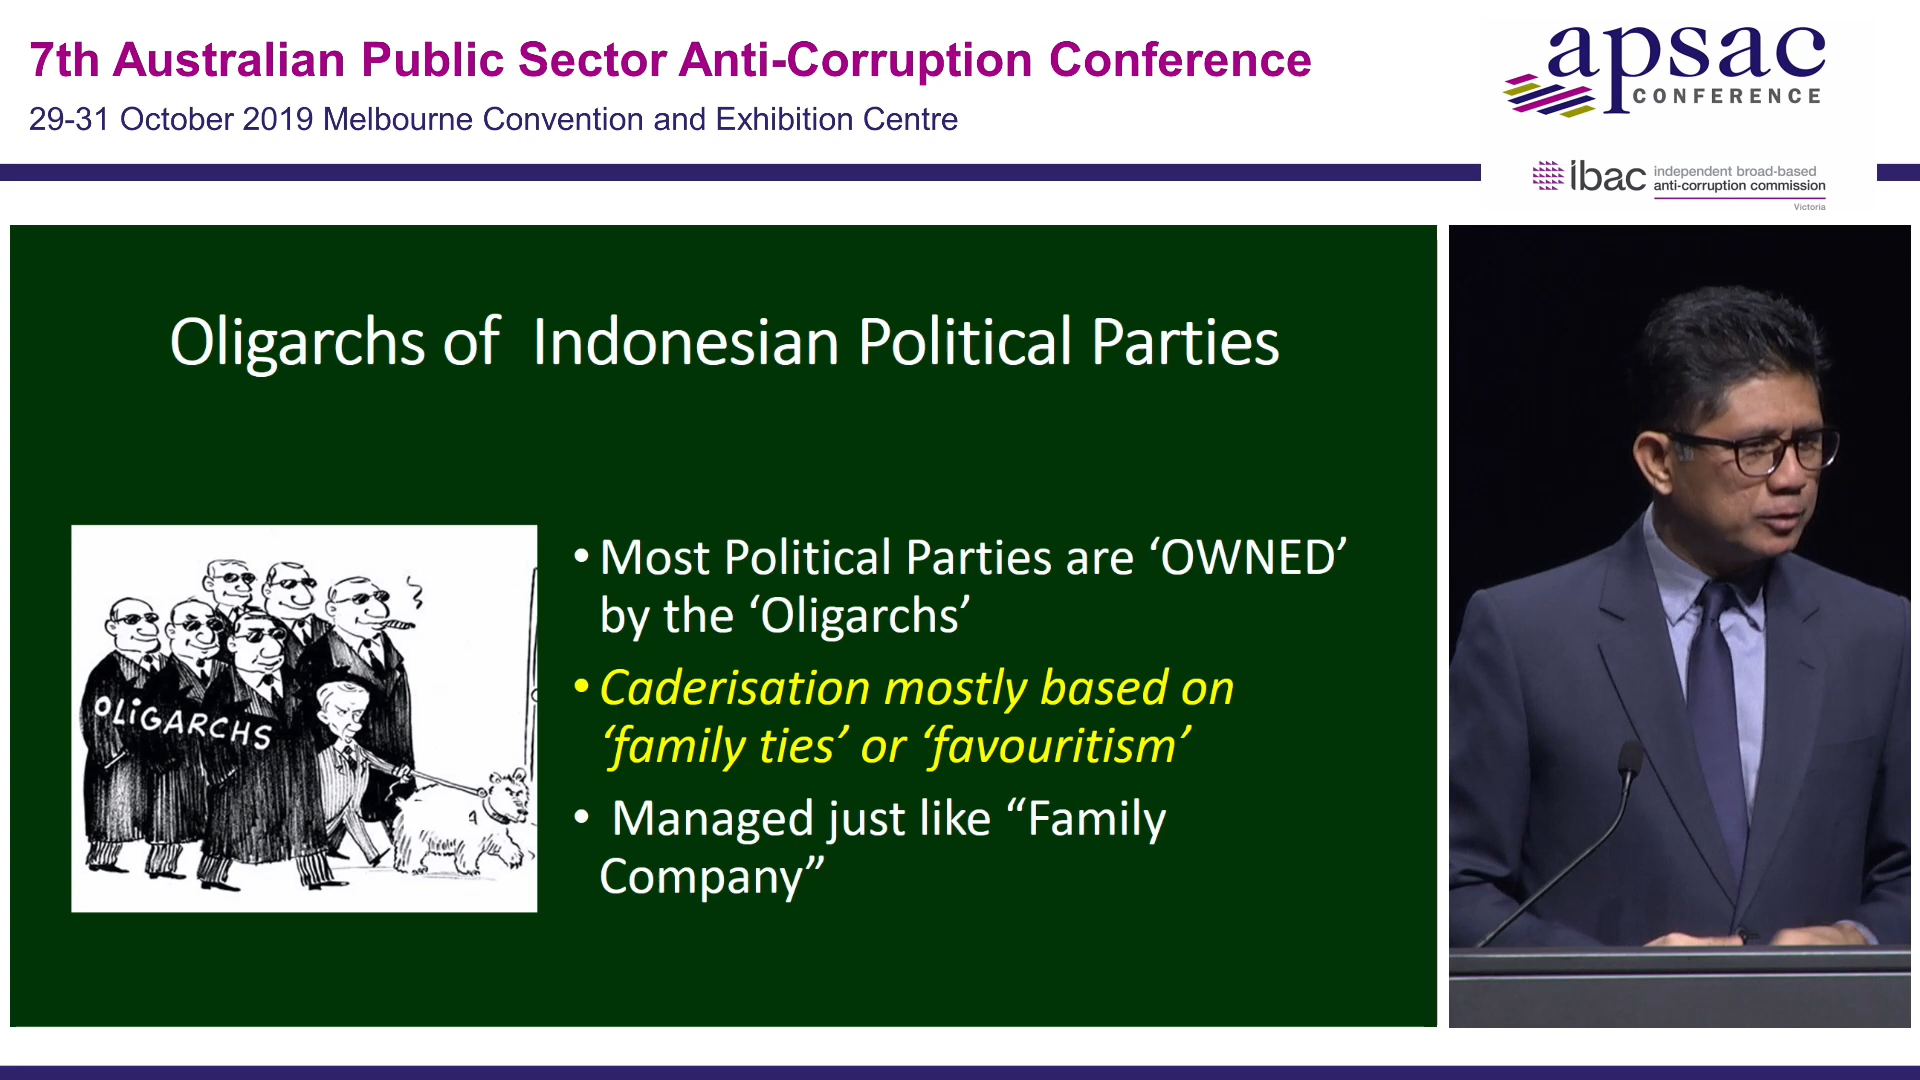 7th Australian Public Sector Anti-Corruption Conference
29-31 October 2019 Melbourne Convention and Exhibition Centre
apsac
CONFERENCE
ibac
independent broad-based
anti-corruption commission
Victoria
Oligarchs of Indonesian Political Parties
OLIGARCHS
• Most Political Parties are ‘OWNED’
by the ‘Oligarchs’
• Caderisation mostly based on
‘family ties’ or ‘favouritism’
• Managed just like “Family
Company”